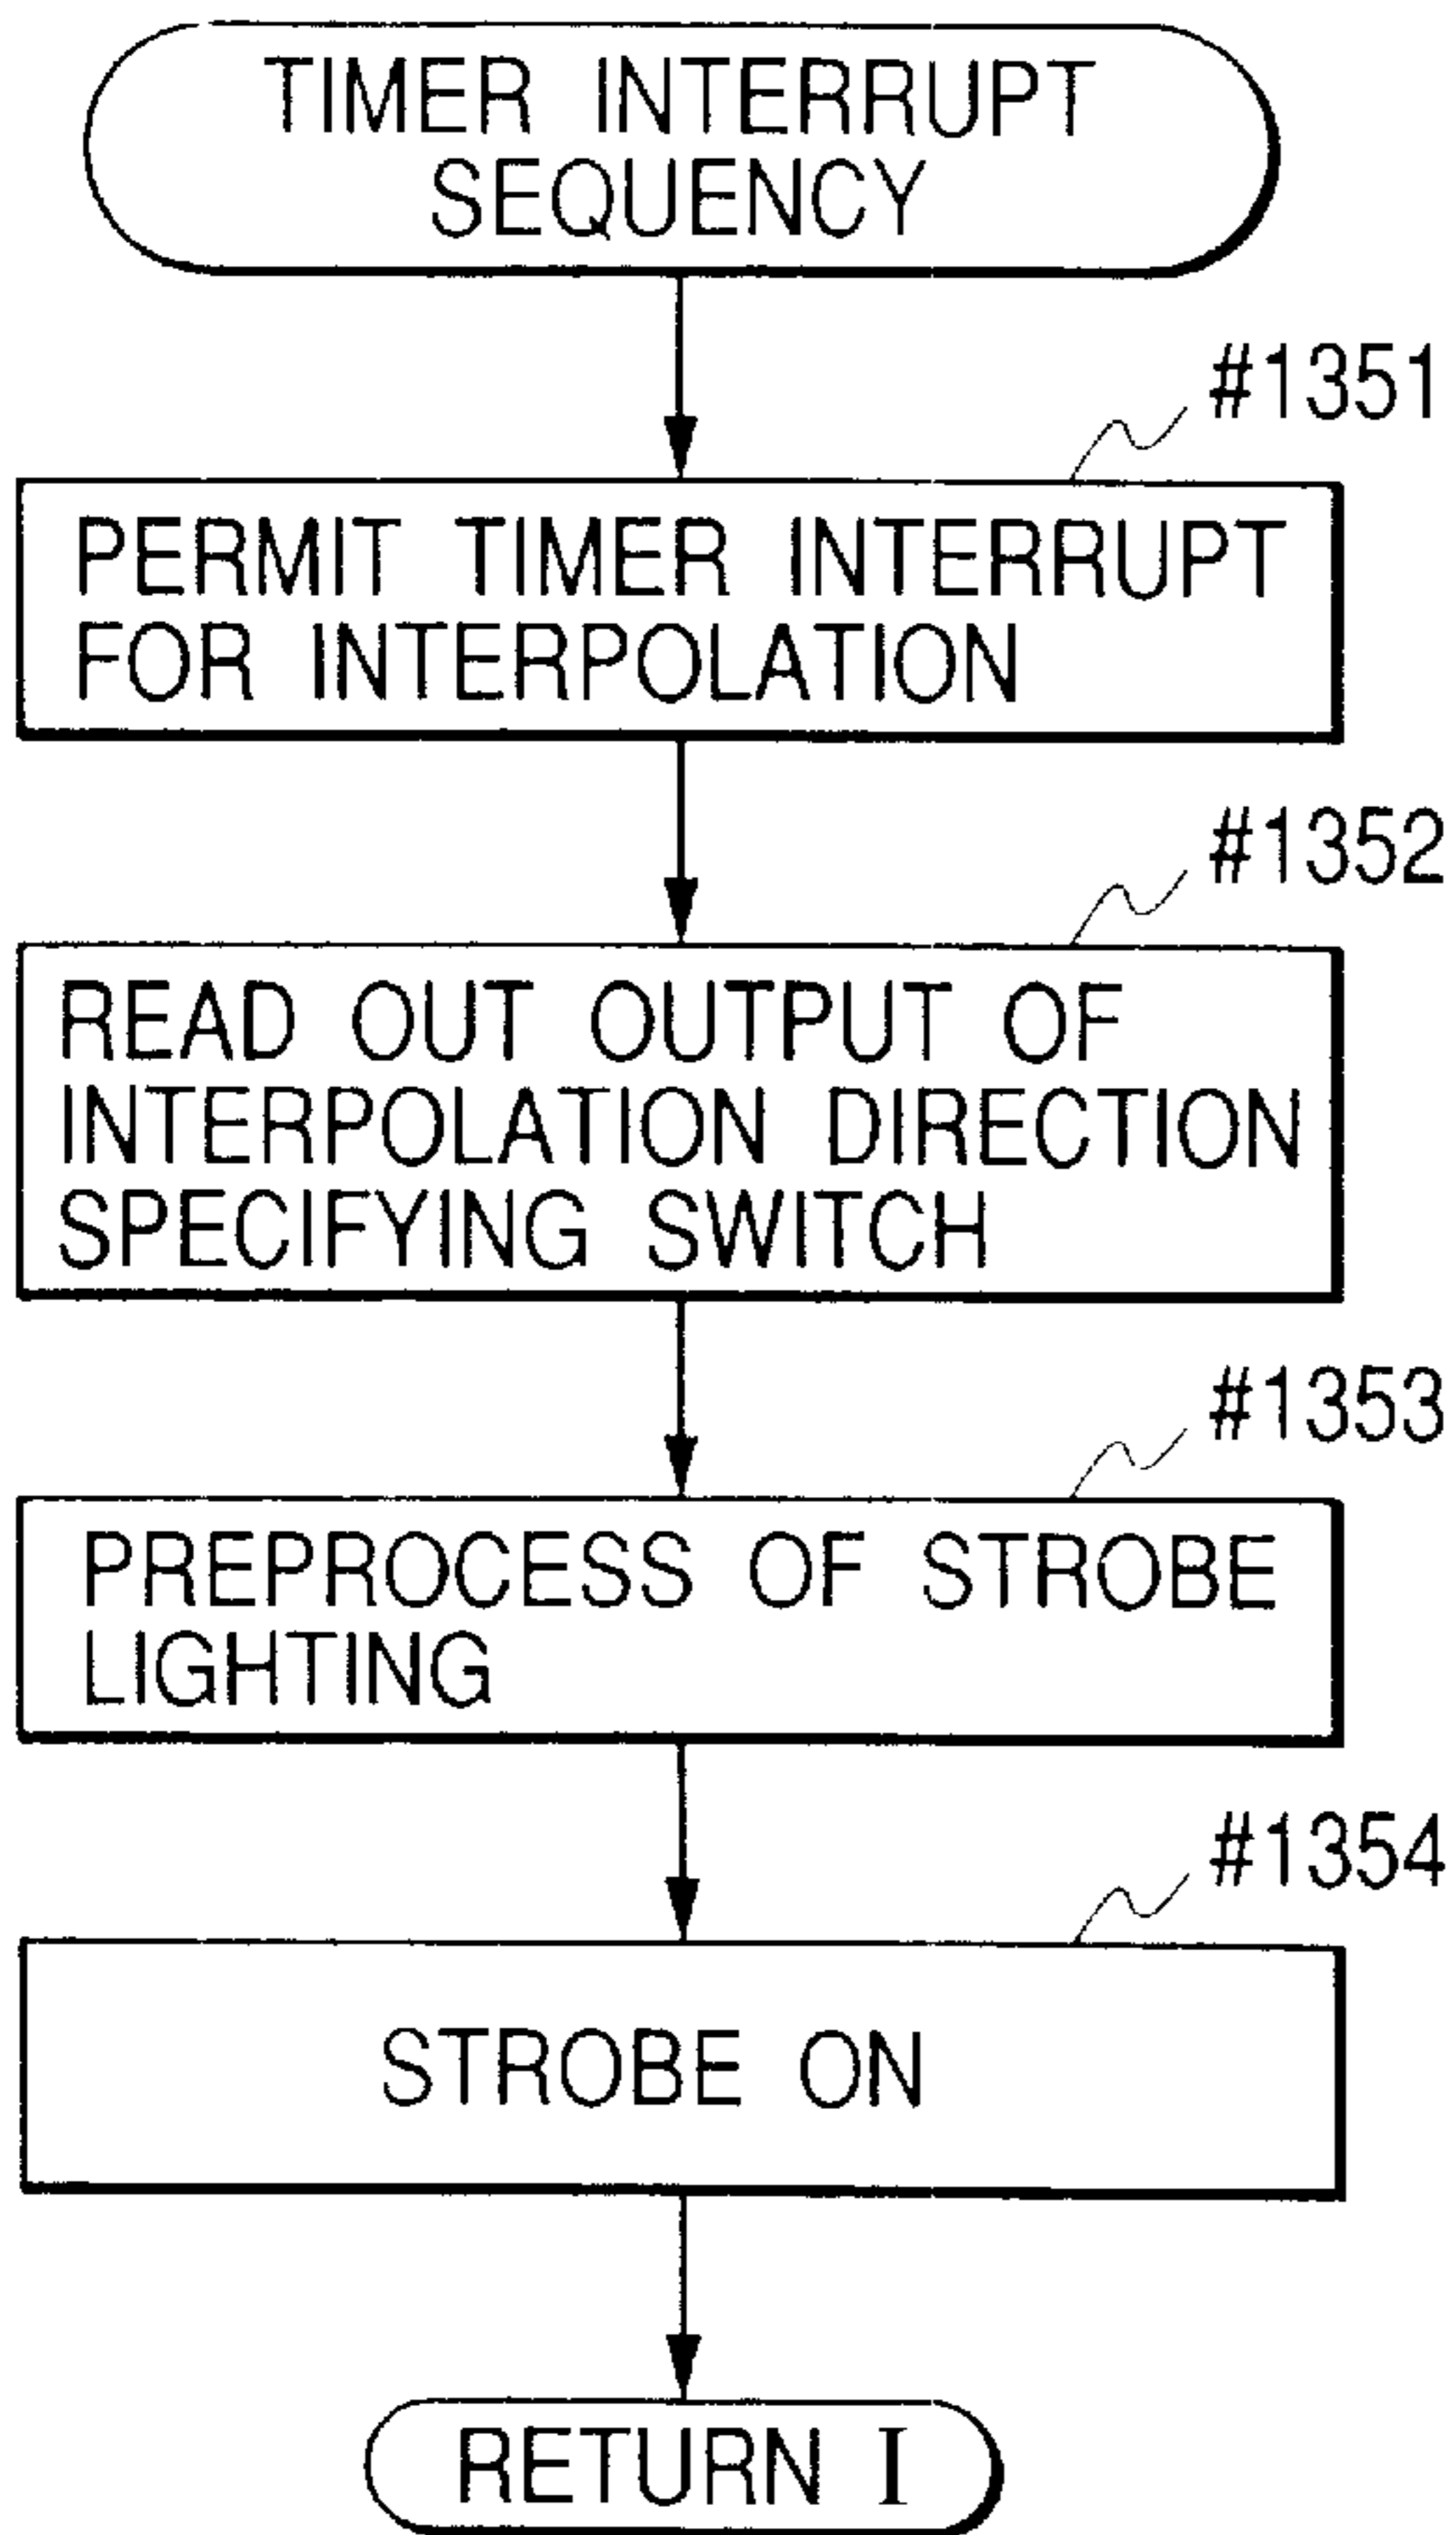 TIMER INTERRUPT
SEQUENCY
#1351
PERMIT TIMER INTERRUPT
FOR INTERPOLATION
#1352
READ OUT OUTPUT OF
INTERPOLATION DIRECTION
SPECIFYING SWITCH
#1353
PREPROCESS OF STROBE
LIGHTING
#1354
STROBE ON
RETURN I